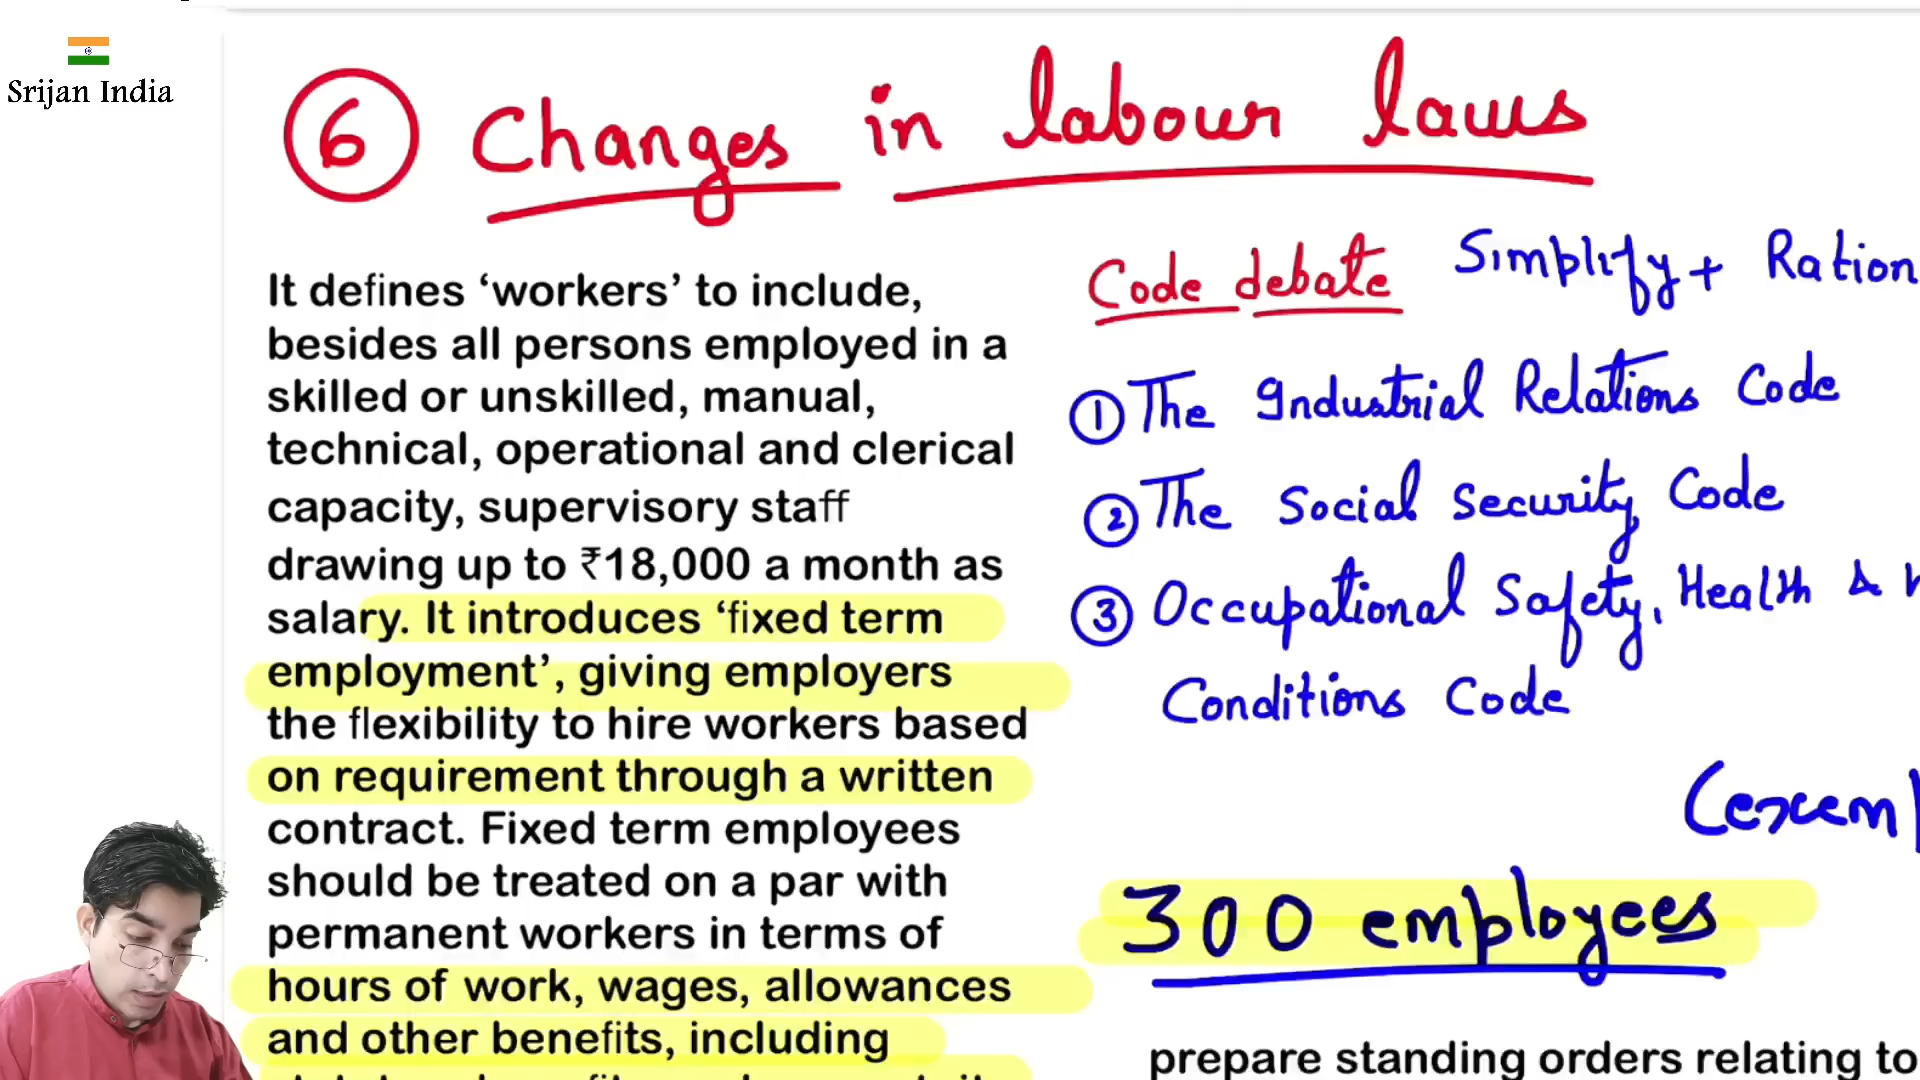 Srijan India
6 Changes in labour laws
It defines ‘workers’ to include,
besides all persons employed in a
skilled or unskilled, manual,
technical, operational and clerical
capacity, supervisory staff
drawing up to ₹18,000 a month as
salary. It introduces ‘fixed term
employment’, giving employers
the flexibility to hire workers based
on requirement through a written
contract. Fixed term employees
should be treated on a par with
permanent workers in terms of
hours of work, wages, allowances
and other benefits, including
Code debate Simplify + Ration
1 The Industrial Relations Code
2 The Social Security Code
3 Occupational Safety, Health &
Conditions Code
(exemp
300 employees
prepare standing orders relating to